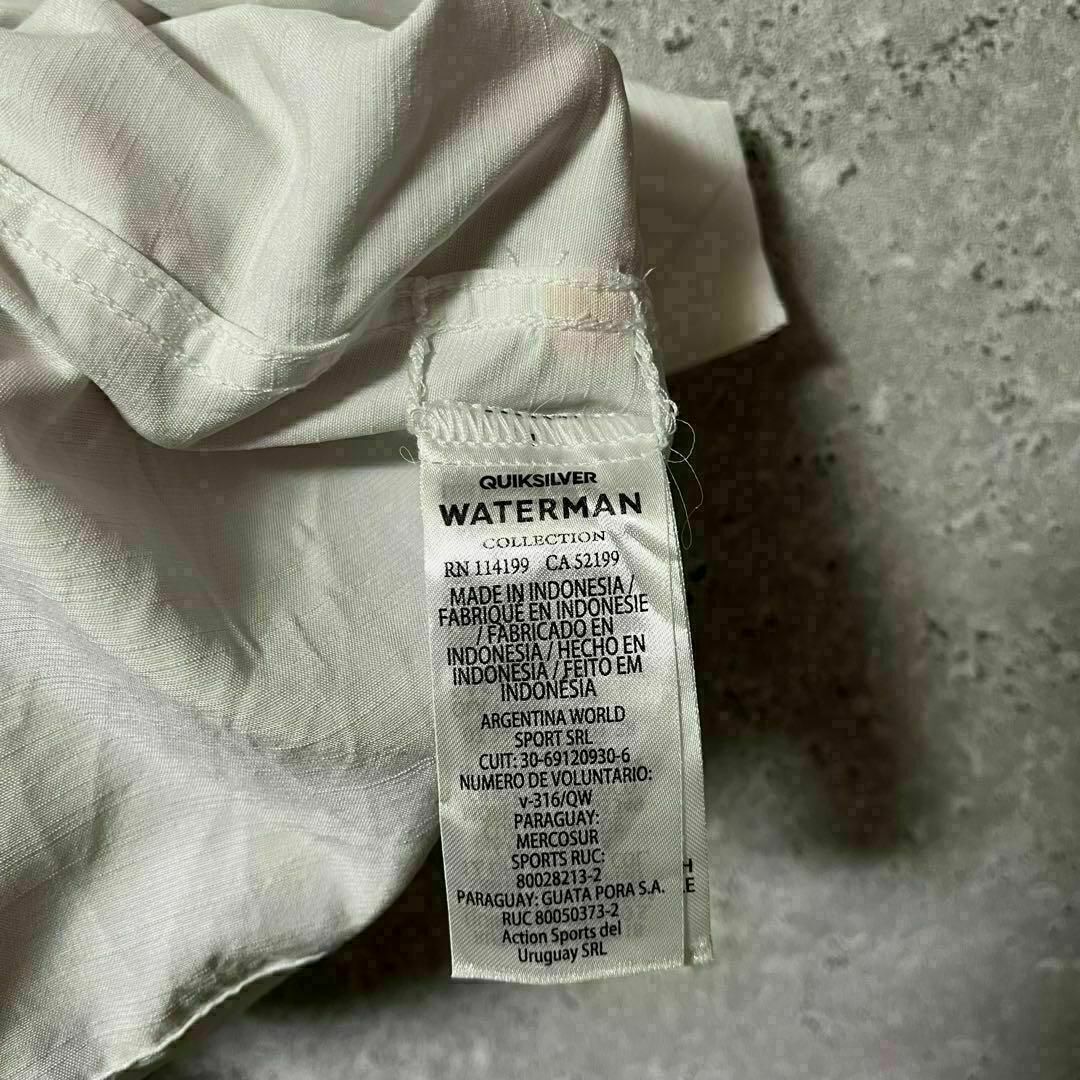 QUIKSILVER
WATERMAN
COLLECTION
RN 114199 CA 52199
MADE IN INDONESIA /
FABRIQUÉ EN INDONESIE
/ FABRICADO EN
INDONESIA / HECHO EN
INDONESIA / FEITO EM
INDONÉSIA
ARGENTINA WORLD
SPORT SRL
CUIT: 30-69120930-6
NUMERO DE VOLUNTARIO:
v-316/QW
PARAGUAY:
MERCOSUR
SPORTS RUC:
80028213-2
PARAGUAY: GUATA PORA S.A.
RUC 80050373-2
Action Sports del
Uruguay SRL
H
E